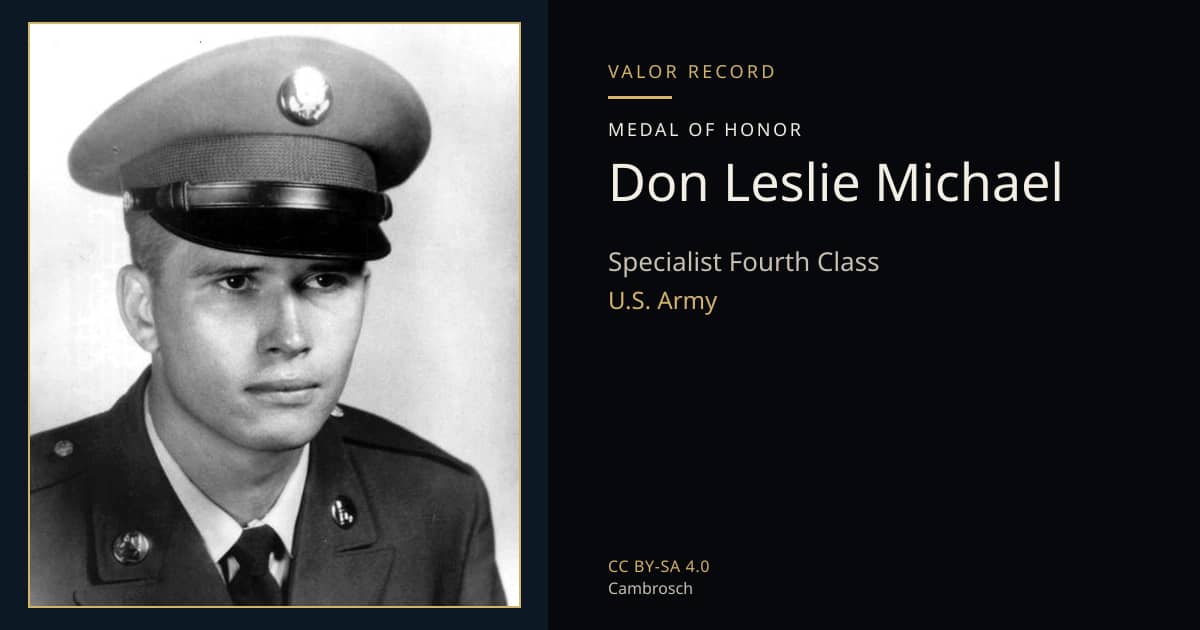 VALOR RECORD
MEDAL OF HONOR
Don Leslie Michael
Specialist Fourth Class
U.S. Army
CC BY-SA 4.0
Cambrosch